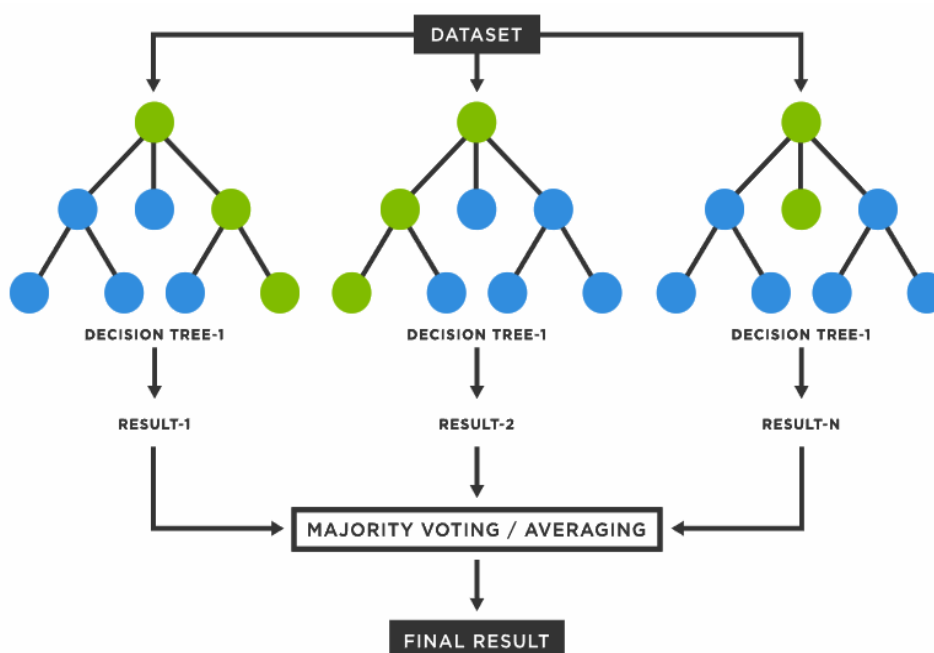 DATASET
DECISION TREE-1
DECISION TREE-1
DECISION TREE-1
RESULT-1
RESULT-2
RESULT-N
MAJORITY VOTING / AVERAGING
FINAL RESULT